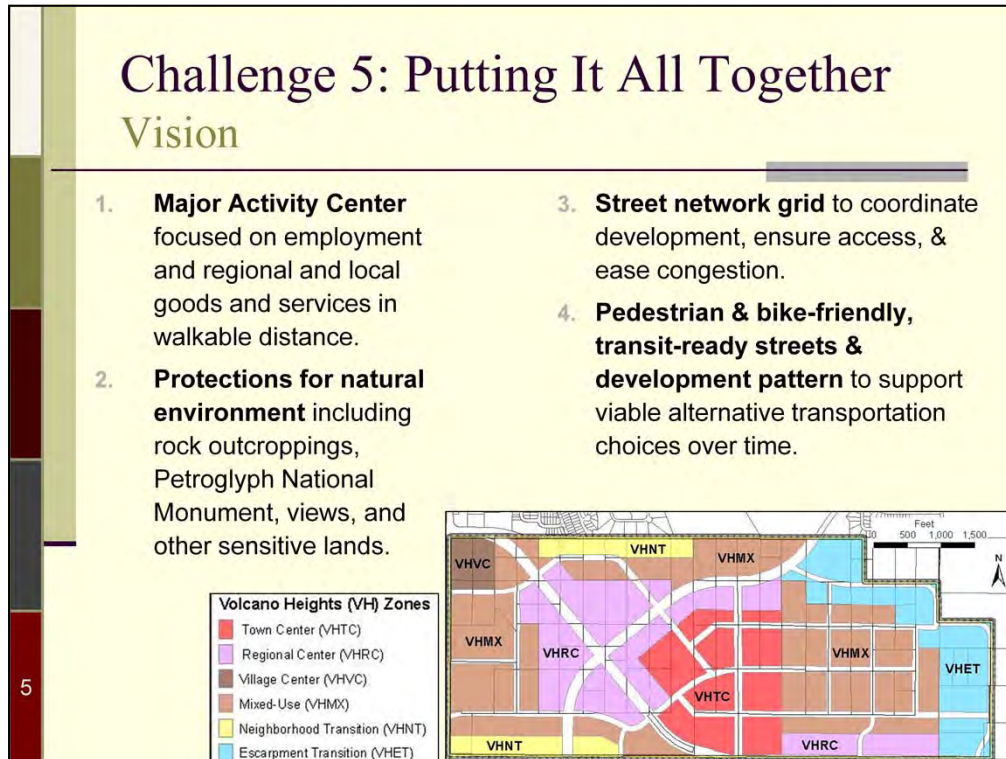 Challenge 5: Putting It All Together
Vision
1. Major Activity Center
focused on employment
and regional and local
goods and services in
walkable distance.
2. Protections for natural
environment including
rock outcroppings,
Petroglyph National
Monument, views, and
other sensitive lands.
3. Street network grid to coordinate
development, ensure access, &
ease congestion.
4. Pedestrian & bike-friendly,
transit-ready streets &
development pattern to support
viable alternative transportation
choices over time.
Volcano Heights (VH) Zones
Town Center (VHTC)
Regional Center (VHRC)
Village Center (VHVC)
Mixed-Use (VHMX)
Neighborhood Transition (VHNT)
Escarpment Transition (VHET)
Feet
0 500 1,000 1,500
N
VHNT
VHMX
VHVC
VHMX
VHRC
VHMX
VHET
VHTC
VHNT
VHRC
5